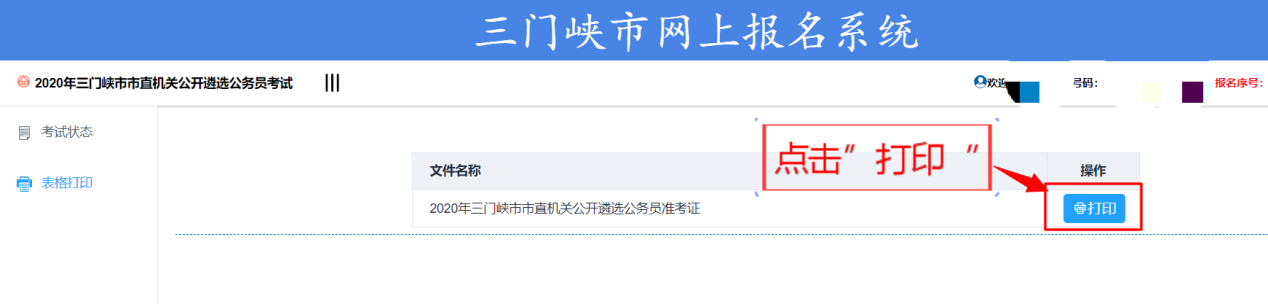 三门峡市网上报名系统
2020年三门峡市市直机关公开遴选公务员考试
欢迎
号码：
报名序号：
考试状态
表格打印
点击”打印“
文件名称
操作
2020年三门峡市市直机关公开遴选公务员准考证
打印